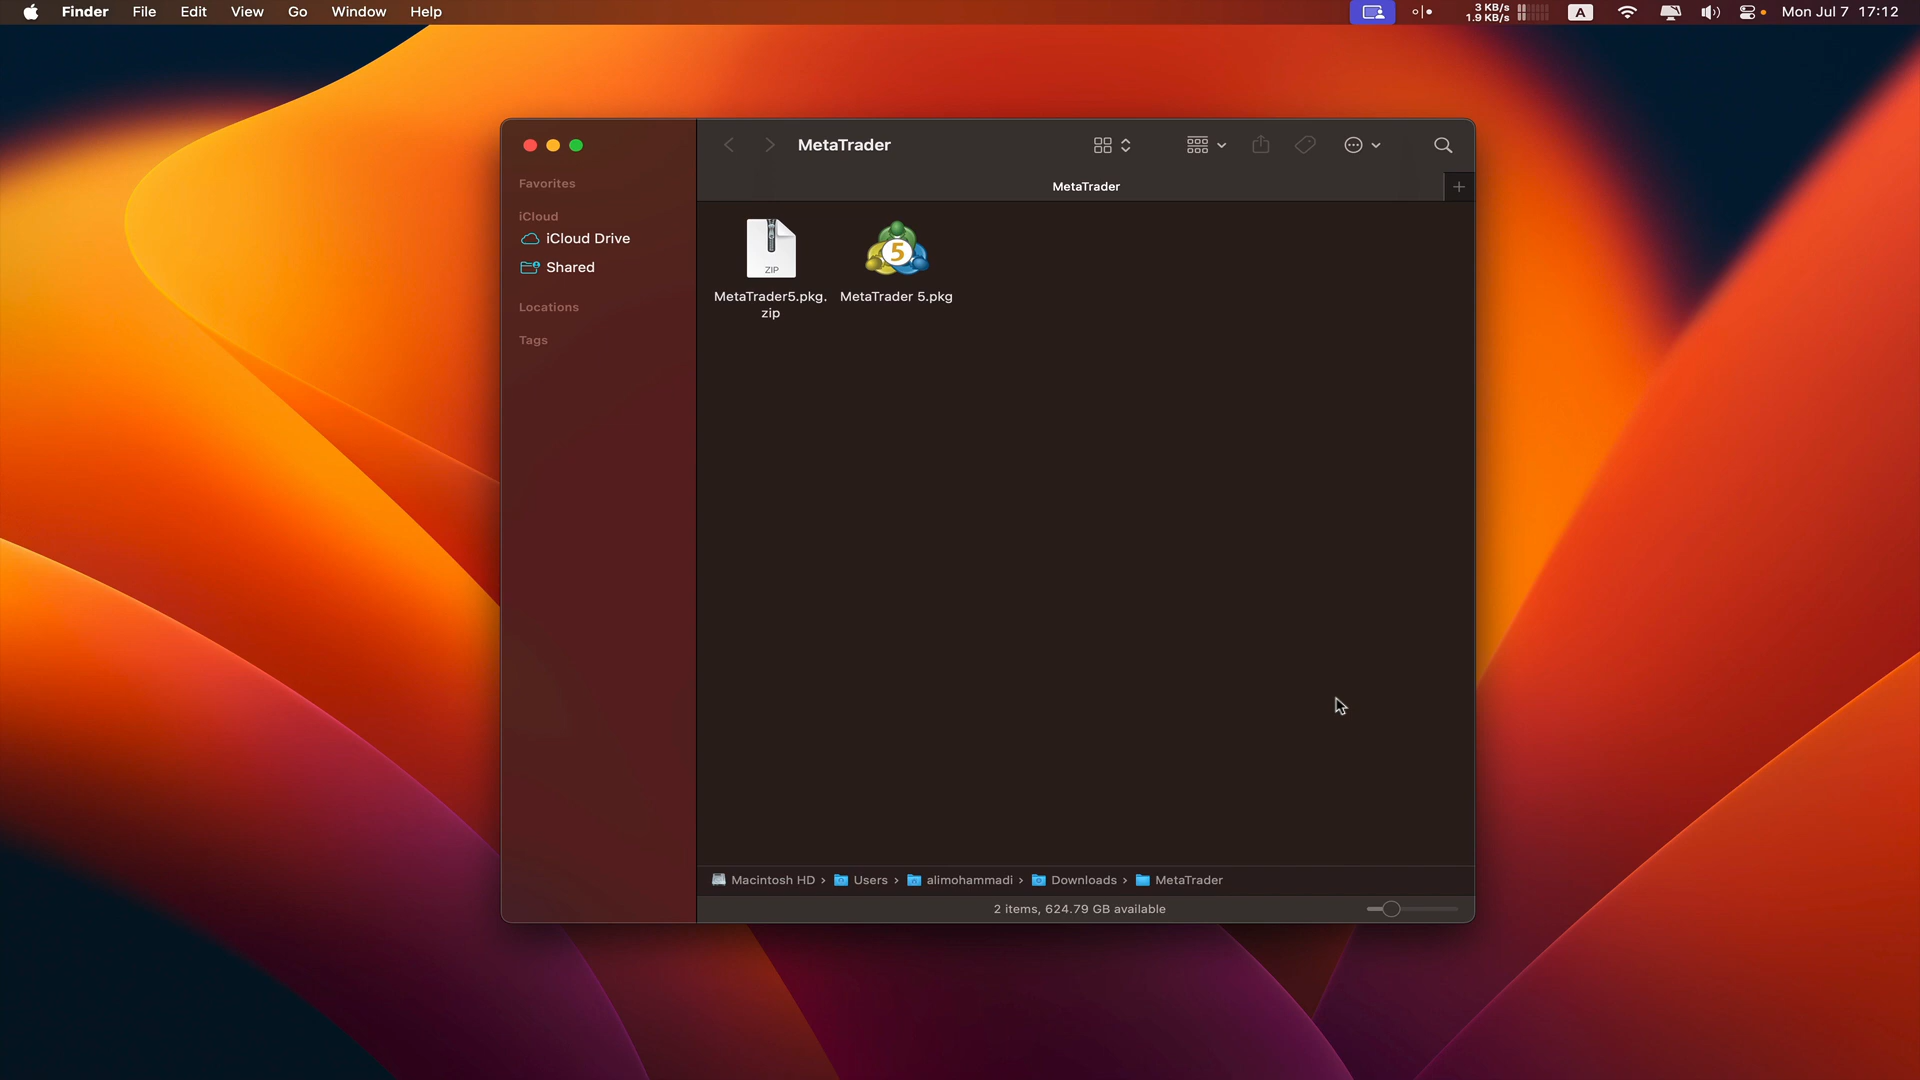 Finder File Edit View Go Window Help
3 KB/s
1.9 KB/s
A
Mon Jul 7 17:12
MetaTrader
MetaTrader
Favorites
iCloud
iCloud Drive
Shared
Locations
Tags
ZIP
MetaTrader5.pkg.
zip
5
MetaTrader 5.pkg
Macintosh HD › Users › alimohammadi › Downloads › MetaTrader
2 items, 624.79 GB available